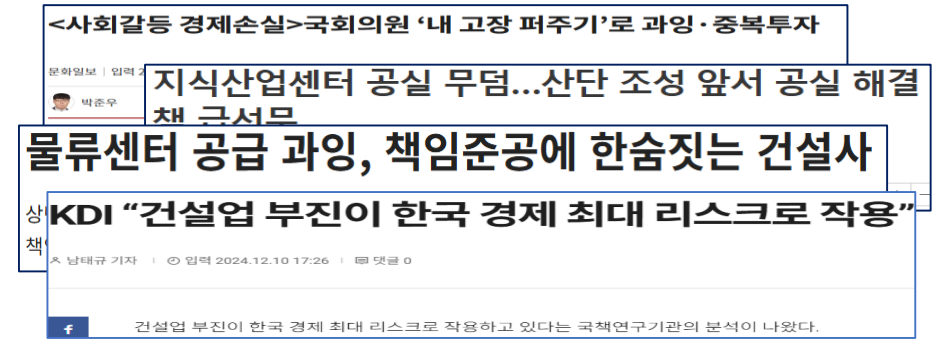 <사회갈등 경제손실>국회의원 ‘내 고장 퍼주기’로 과잉·중복투자
문화일보 | 입력 2
박준우
지식산업센터 공실 무덤...산단 조성 앞서 공실 해결
책 급선무
물류센터 공급 과잉, 책임준공에 한숨짓는 건설사
상
책
KDI “건설업 부진이 한국 경제 최대 리스크로 작용”
남태규 기자 | 입력 2024.12.10 17:26 | 댓글 0
f
건설업 부진이 한국 경제 최대 리스크로 작용하고 있다는 국책연구기관의 분석이 나왔다.